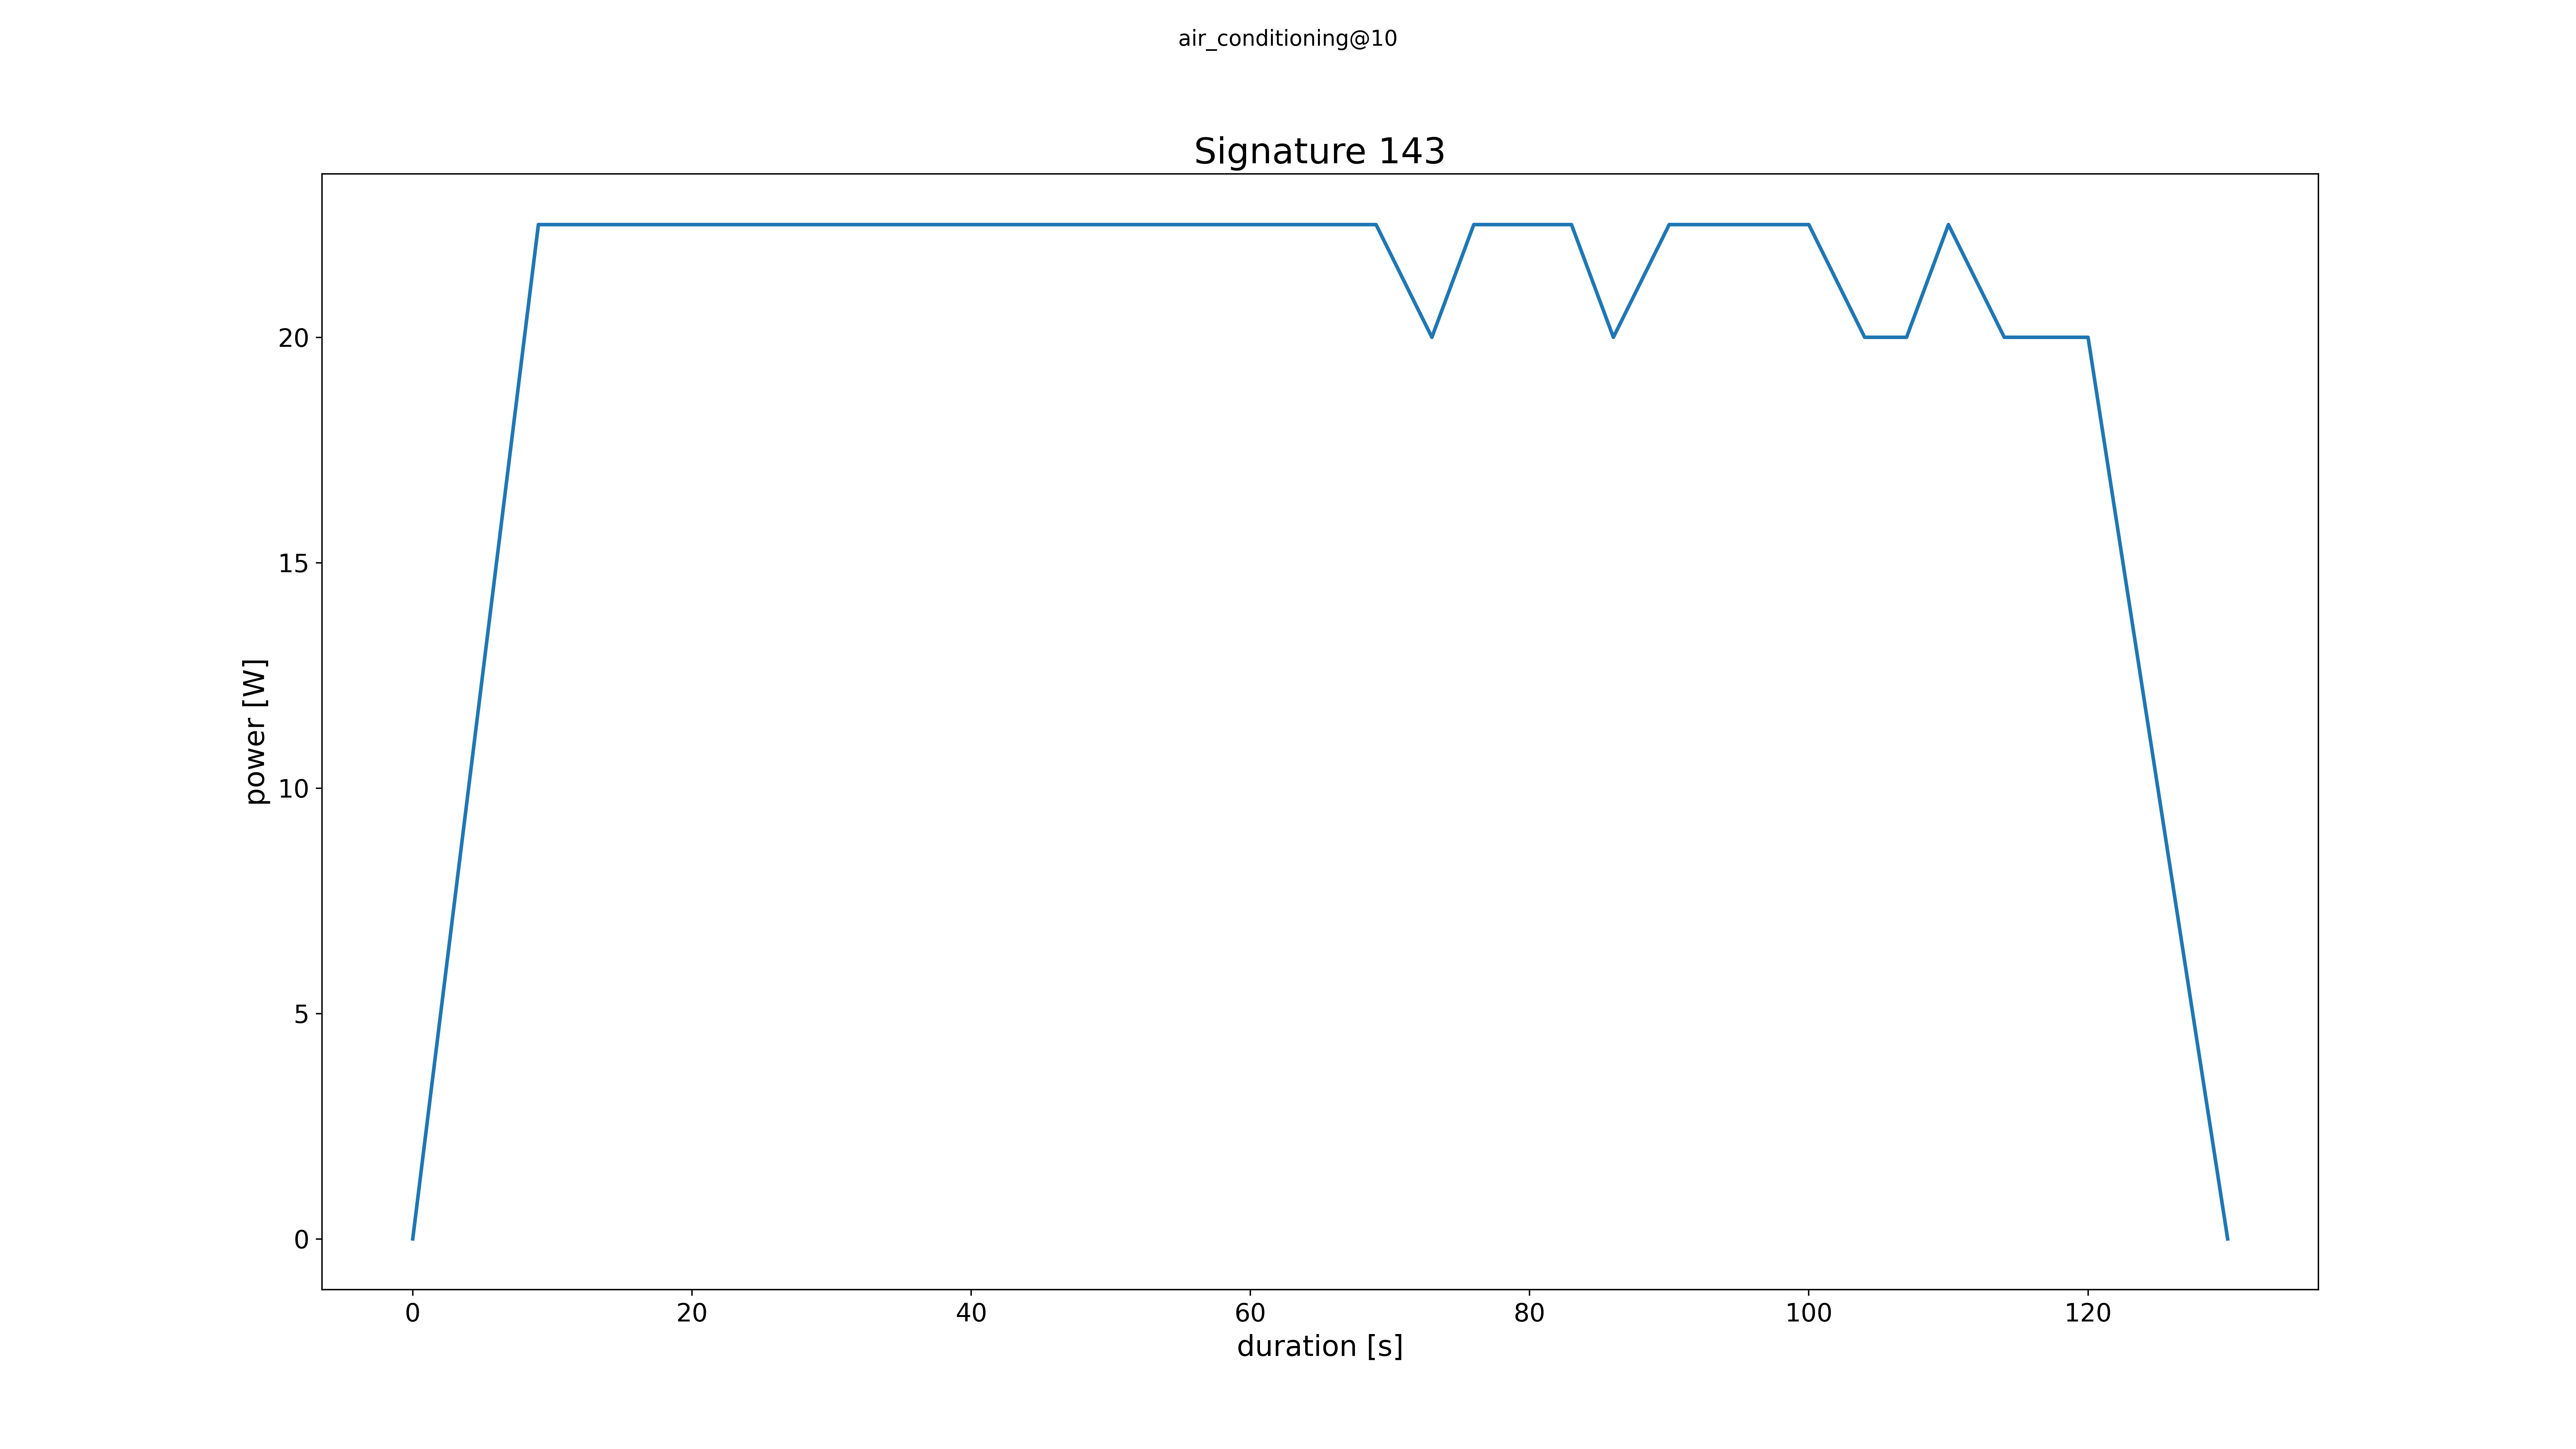 air_conditioning@10
Signature 143
power [W]
20
15
10
5
0
0 20 40 60 80 100 120
duration [s]